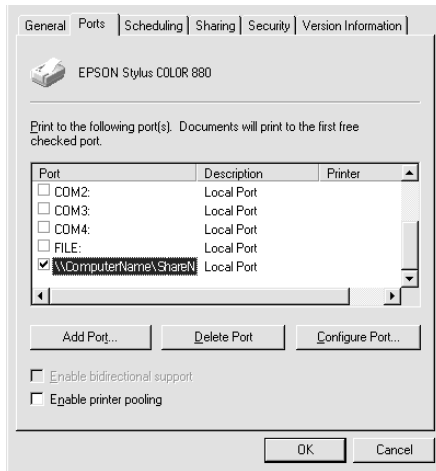 General Ports Scheduling Sharing Security Version Information
EPSON Stylus COLOR 880
Print to the following port(s). Documents will print to the first free
checked port.
Port Description Printer
COM2: Local Port
COM3: Local Port
COM4: Local Port
FILE: Local Port
\\ComputerName\ShareN Local Port
Add Port... Delete Port Configure Port...
Enable bidirectional support
Enable printer pooling
OK Cancel